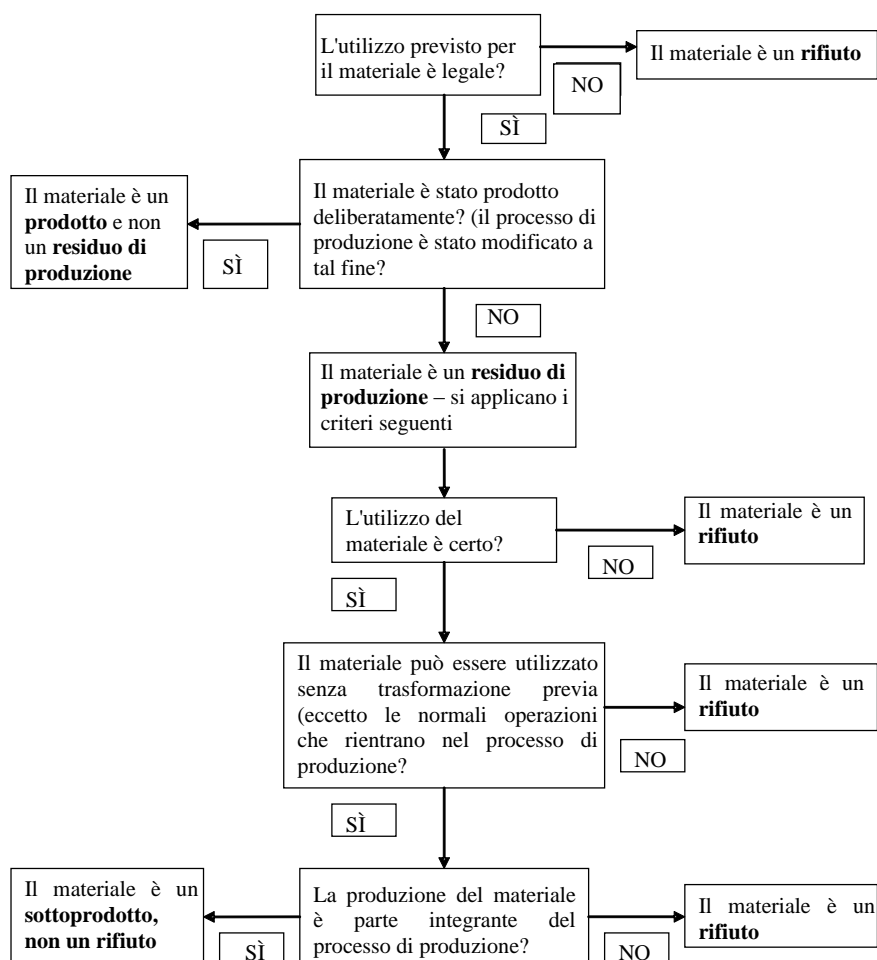 L'utilizzo previsto per
il materiale è legale?
Il materiale è un rifiuto
NO
SÌ
Il materiale è stato prodotto
deliberatamente? (il processo di
produzione è stato modificato a
tal fine?
Il materiale è un
prodotto e non
un residuo di
produzione
SÌ
NO
Il materiale è un residuo di
produzione – si applicano i
criteri seguenti
L'utilizzo del
materiale è certo?
Il materiale è un
rifiuto
NO
SÌ
Il materiale può essere utilizzato
senza trasformazione previa
(eccetto le normali operazioni
che rientrano nel processo di
produzione?
Il materiale è un
rifiuto
NO
SÌ
Il materiale è un
sottoprodotto,
non un rifiuto
SÌ
La produzione del materiale
è parte integrante del
processo di produzione?
Il materiale è un
rifiuto
NO